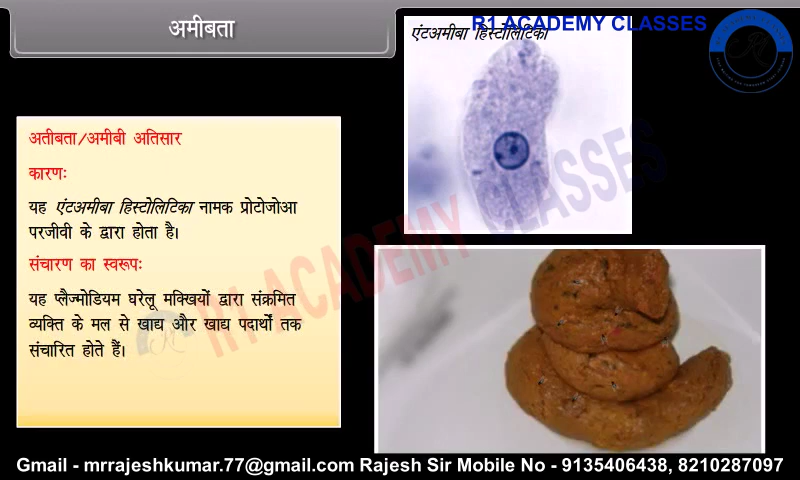 अमीबता
R1 ACADEMY CLASSES
एंटअमीबा हिस्टोलिटिका
अतीबता/अमीबी अतिसार
कारणः
यह एंटअमीबा हिस्टोलिटिका नामक प्रोटोजोआ
परजीवी के द्वारा होता है।
संचारण का स्वरूपः
यह प्लैज्मोडियम घरेलू मक्खियों द्वारा संक्रमित
व्यक्ति के मल से खाद्य और खाद्य पदार्थों तक
संचारित होते हैं।
R1 ACADEMY CLASSES
Gmail - mrrajeshkumar.77@gmail.com Rajesh Sir Mobile No - 9135406438, 8210287097